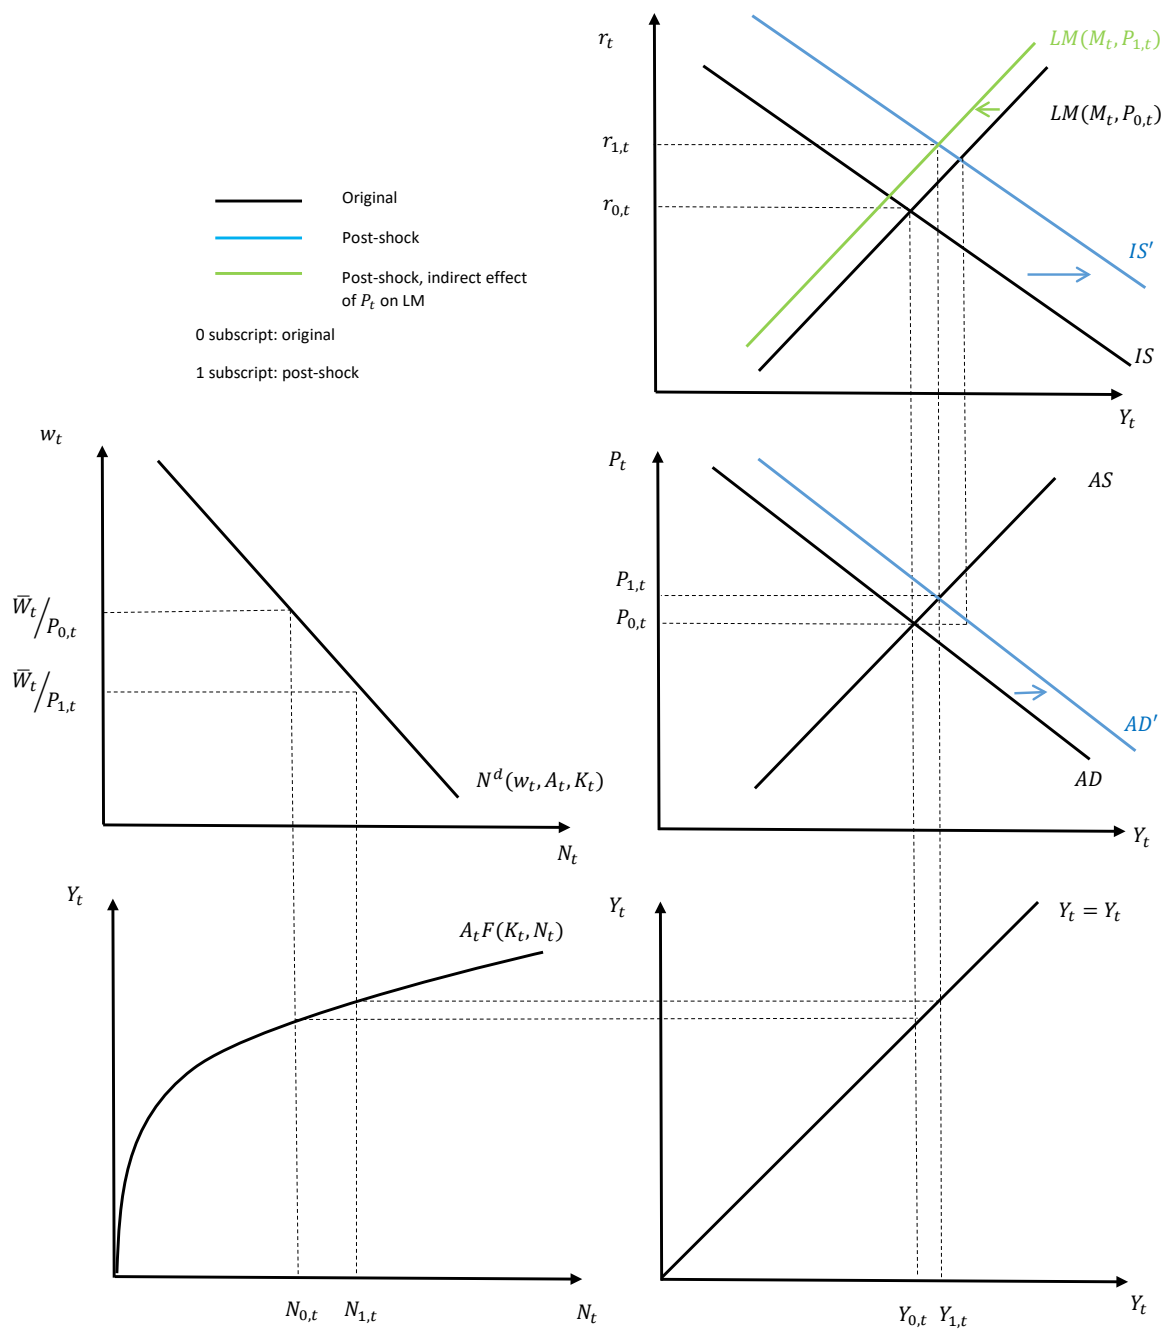 r_t
LM(M_t, P_{1,t})
LM(M_t, P_{0,t})
r_{1,t}
r_{0,t}
IS′
IS
Y_t
Original
Post-shock
Post-shock, indirect effect
of P_t on LM
0 subscript: original
1 subscript: post-shock
w_t
W̄_t/P_{0,t}
W̄_t/P_{1,t}
N^d(w_t, A_t, K_t)
N_t
P_t
AS
P_{1,t}
P_{0,t}
AD′
AD
Y_t
Y_t
A_tF(K_t, N_t)
N_{0,t}
N_{1,t}
N_t
Y_t
Y_t = Y_t
Y_{0,t}
Y_{1,t}
Y_t